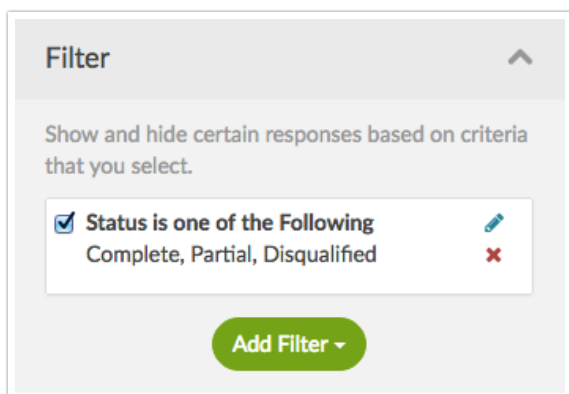 Filter
Show and hide certain responses based on criteria
that you select.
Status is one of the Following
Complete, Partial, Disqualified
Add Filter